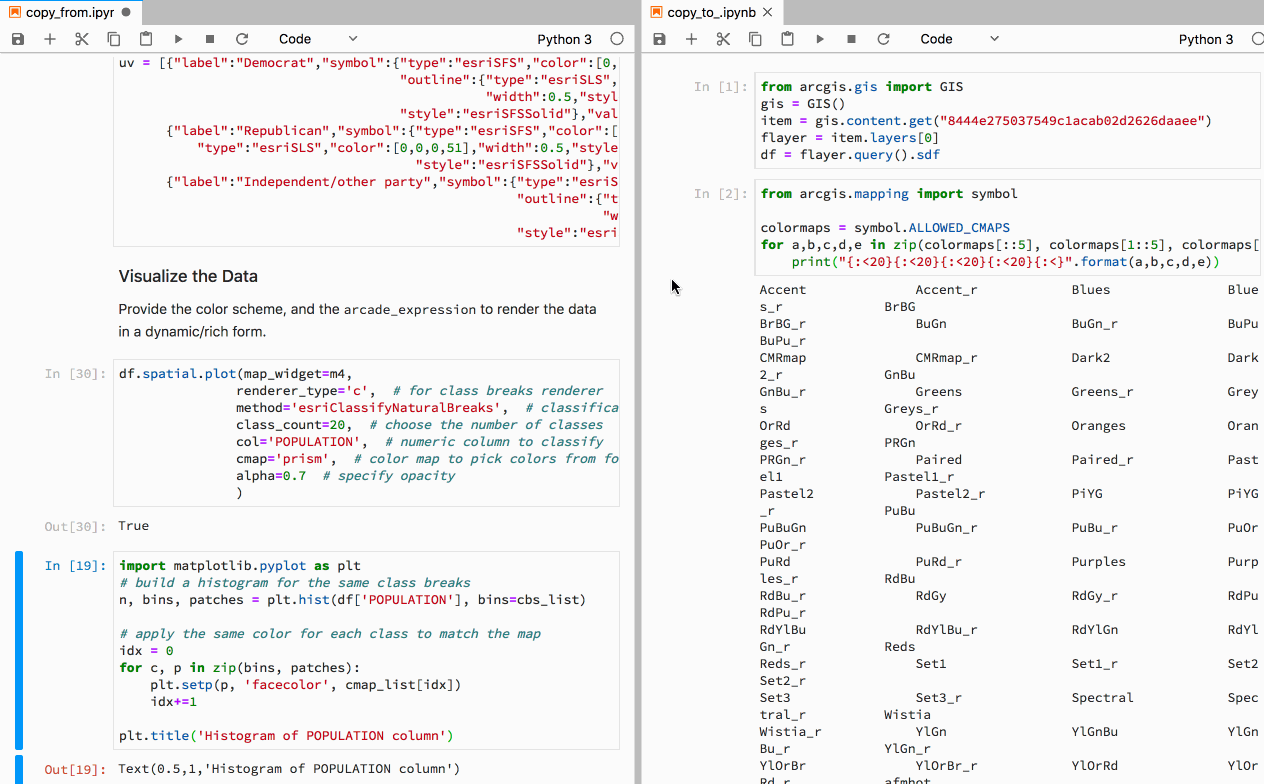 copy_from.ipyr
Code
Python 3
uv = [{"label":"Democrat","symbol":{"type":"esriSFS","color":[0,
"outline":{"type":"esriSLS",
"width":0.5,"styl
"style":"esriSFSSolid"},"val
{"label":"Republican","symbol":{"type":"esriSFS","color":[
"type":"esriSLS","color":[0,0,0,51],"width":0.5,"style
"style":"esriSFSSolid"},"v
{"label":"Independent/other party","symbol":{"type":"esriS
"outline":{"t
"w
"style":"esri
Visualize the Data
Provide the color scheme, and the arcade_expression to render the data
in a dynamic/rich form.
In [30]:
df.spatial.plot(map_widget=m4,
renderer_type='c',  # for class breaks renderer
method='esriClassifyNaturalBreaks',  # classifica
class_count=20,  # choose the number of classes
col='POPULATION',  # numeric column to classify
cmap='prism',  # color map to pick colors from fo
alpha=0.7  # specify opacity
)
Out[30]: True
In [19]:
import matplotlib.pyplot as plt
# build a histogram for the same class breaks
n, bins, patches = plt.hist(df['POPULATION'], bins=cbs_list)
# apply the same color for each class to match the map
idx = 0
for c, p in zip(bins, patches):
plt.setp(p, 'facecolor', cmap_list[idx])
idx+=1
plt.title('Histogram of POPULATION column')
Out[19]: Text(0.5,1,'Histogram of POPULATION column')
copy_to_.ipynb
Code
Python 3
In [1]:
from arcgis.gis import GIS
gis = GIS()
item = gis.content.get("8444e275037549c1acab02d2626daaee")
flayer = item.layers[0]
df = flayer.query().sdf
In [2]:
from arcgis.mapping import symbol
colormaps = symbol.ALLOWED_CMAPS
for a,b,c,d,e in zip(colormaps[::5], colormaps[1::5], colormaps[
print("{:<20}{:<20}{:<20}{:<20}{:<}".format(a,b,c,d,e))
Accent Accent_r Blues Blue
s_r BrBG
BrBG_r BuGn BuGn_r BuPu
BuPu_r
CMRmap CMRmap_r Dark2 Dark
2_r GnBu
GnBu_r Greens Greens_r Grey
s Greys_r
OrRd OrRd_r Oranges Oran
ges_r PRGn
PRGn_r Paired Paired_r Past
el1 Pastel1_r
Pastel2 Pastel2_r PiYG PiYG
_r PuBu
PuBuGn PuBuGn_r PuBu_r PuOr
PuOr_r
PuRd PuRd_r Purples Purp
les_r RdBu
RdBu_r RdGy RdGy_r RdPu
RdPu_r
RdYlBu RdYlBu_r RdYlGn RdYl
Gn_r Reds
Reds_r Set1 Set1_r Set2
Set2_r
Set3 Set3_r Spectral Spec
tral_r Wistia
Wistia_r YlGn YlGnBu YlGn
Bu_r YlGn_r
YlOrBr YlOrBr_r YlOrRd YlOr
Rd_r afmhot